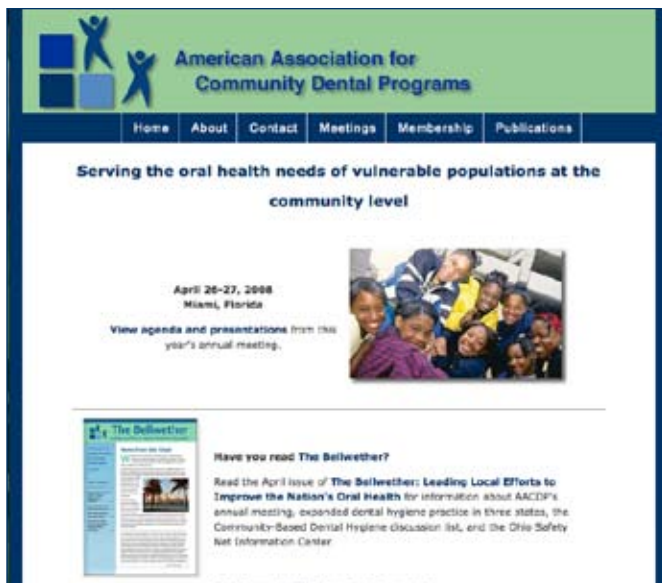 American Association for
Community Dental Programs
Home About Contact Meetings Membership Publications
Serving the oral health needs of vulnerable populations at the
community level
April 26-27, 2008
Miami, Florida
View agenda and presentations from this
year's annual meeting.
The Bellwether
Have you read The Bellwether?
Read the April issue of The Bellwether: Leading Local Efforts to
Improve the Nation's Oral Health for information about AACDP's
annual meeting, expanded dental hygiene practice in three states, the
Community-Based Dental Hygiene discussion list, and the Ohio Safety
Net Information Center.